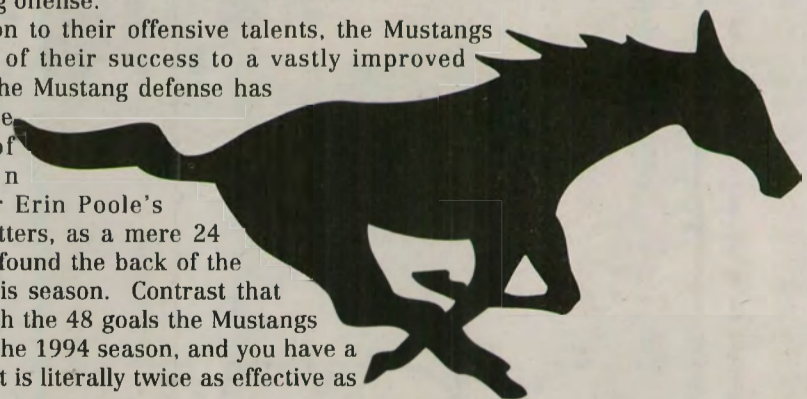 offense.
on to their offensive talents, the Mustangs
of their success to a vastly improved
he Mustang defense has
e
of
n
r Erin Poole's
tters, as a mere 24
found the back of the
is season. Contrast that
h the 48 goals the Mustangs
he 1994 season, and you have a
t is literally twice as effective as